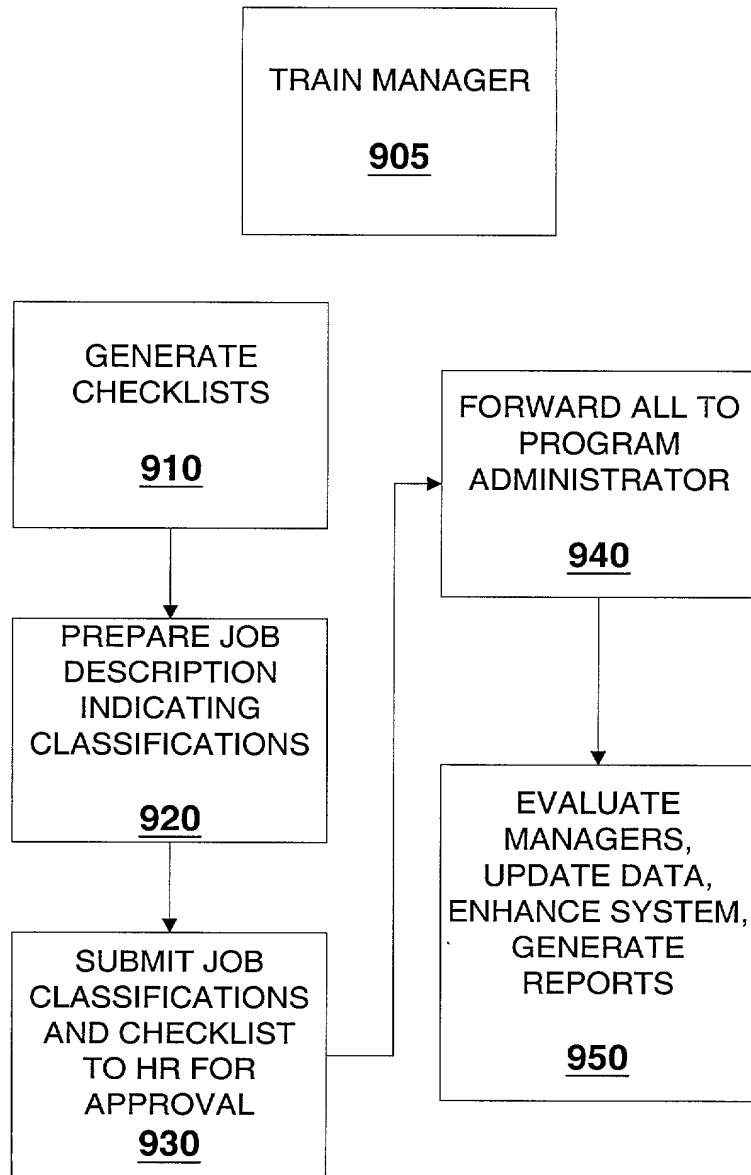 TRAIN MANAGER
905
GENERATE
CHECKLISTS
910
PREPARE JOB
DESCRIPTION
INDICATING
CLASSIFICATIONS
920
SUBMIT JOB
CLASSIFICATIONS
AND CHECKLIST
TO HR FOR
APPROVAL
930
FORWARD ALL TO
PROGRAM
ADMINISTRATOR
940
EVALUATE
MANAGERS,
UPDATE DATA,
ENHANCE SYSTEM,
GENERATE
REPORTS
950